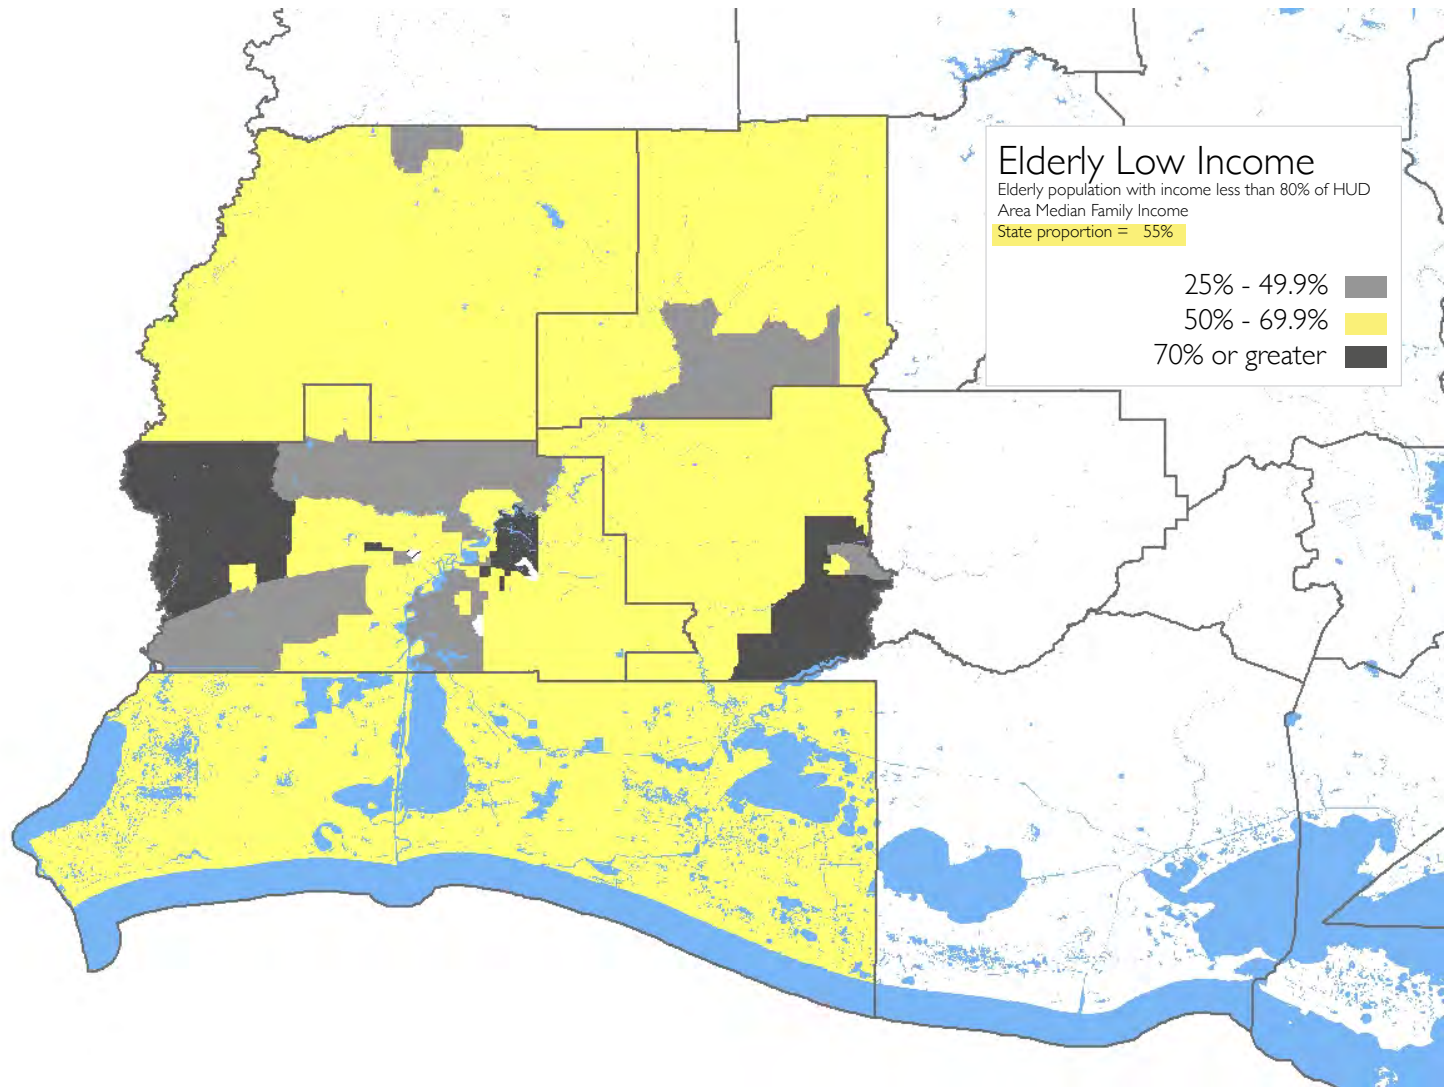 Elderly Low Income
Elderly population with income less than 80% of HUD
Area Median Family Income
State proportion = 55%
25% - 49.9%
50% - 69.9%
70% or greater